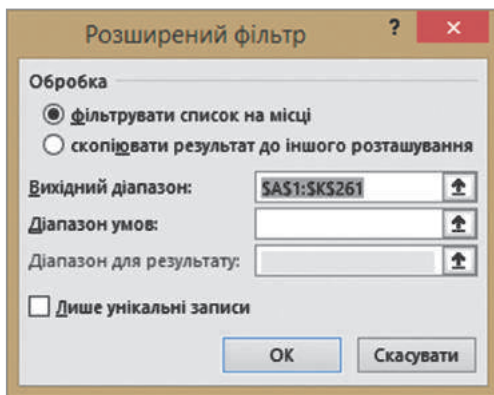 Розширений фільтр ? ×
Обробка
фільтрувати список на місці
скопіювати результат до іншого розташування
Вихідний діапазон: $A$1:$K$261
Діапазон умов:
Діапазон для результату:
Лише унікальні записи
ОК Скасувати